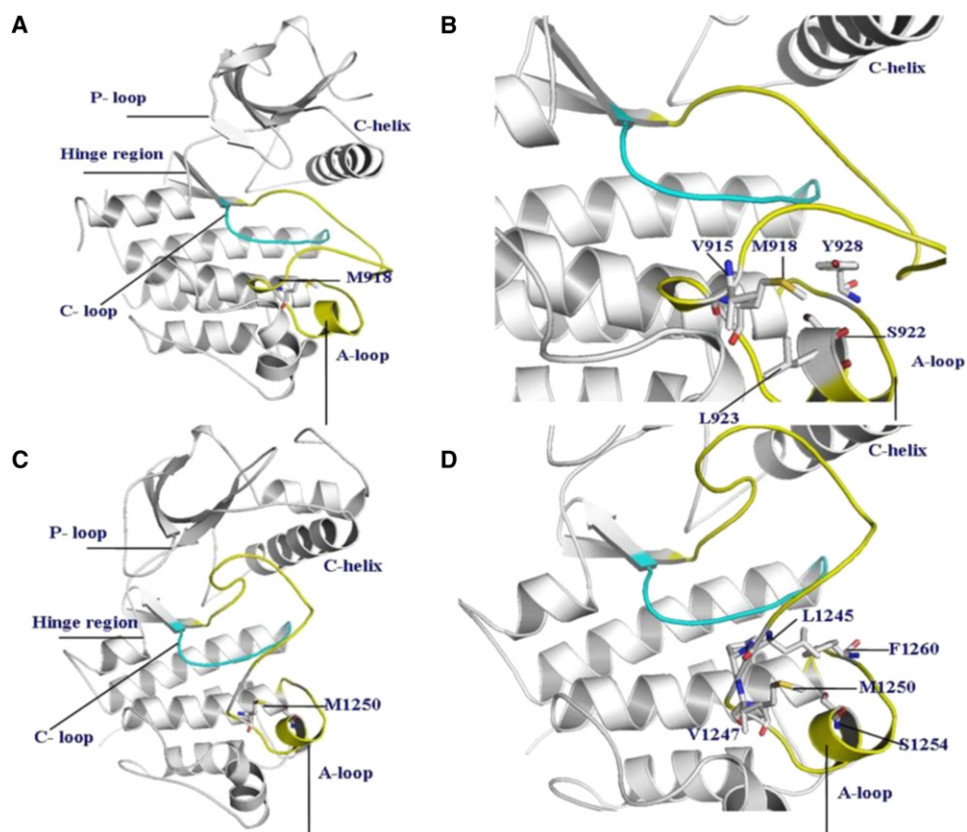 A
P- loop
C-helix
Hinge region
M918
C- loop
A-loop
B
C-helix
V915 M918 Y928
S922
A-loop
L923
C
P- loop
C-helix
Hinge region
M1250
C- loop
A-loop
D
C-helix
L1245
F1260
M1250
V1247
S1254
A-loop